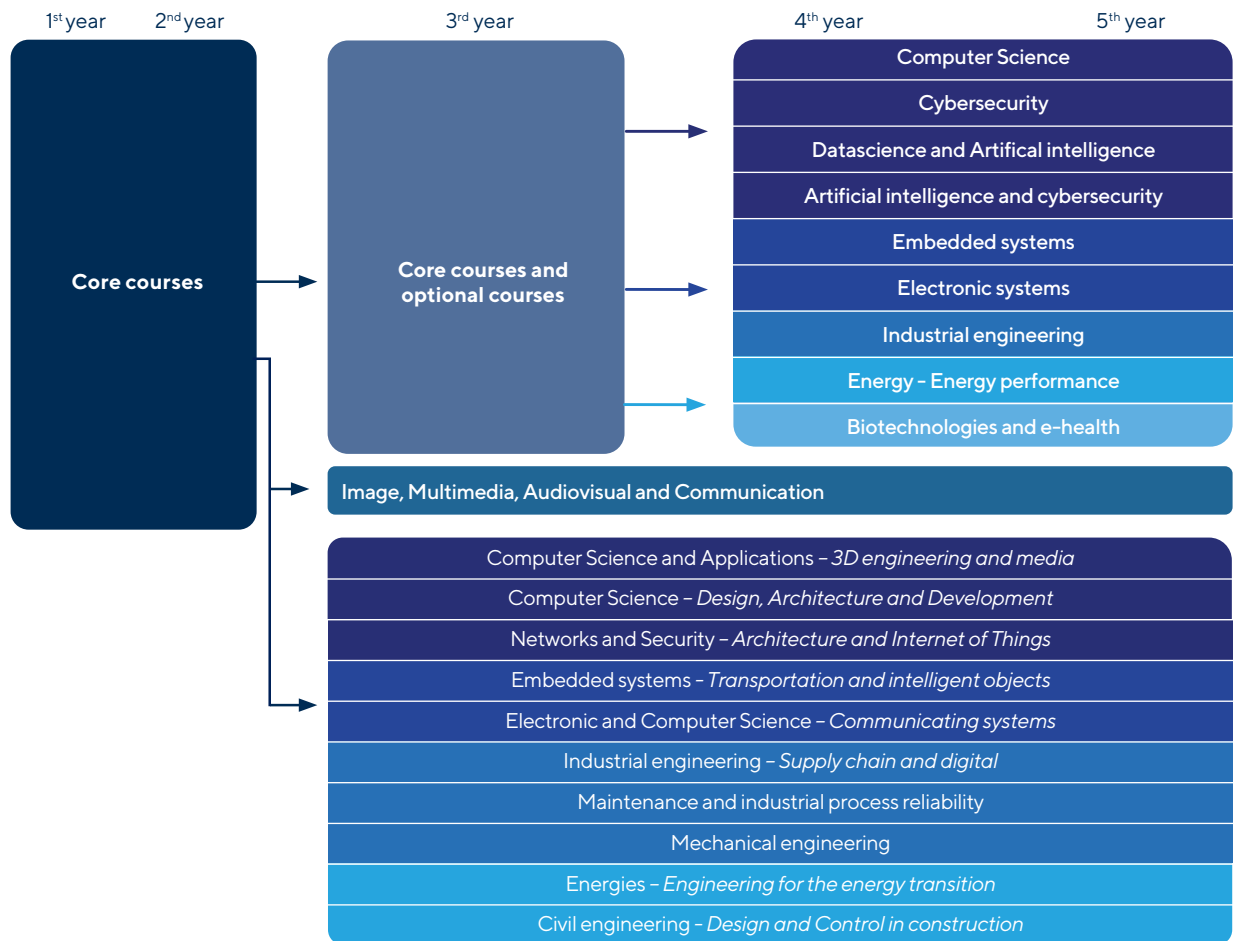 1st year
2nd year
3rd year
4th year
5th year
Core courses
Core courses and
optional courses
Computer Science
Cybersecurity
Datascience and Artifical intelligence
Artificial intelligence and cybersecurity
Embedded systems
Electronic systems
Industrial engineering
Energy - Energy performance
Biotechnologies and e-health
Image, Multimedia, Audiovisual and Communication
Computer Science and Applications – 3D engineering and media
Computer Science – Design, Architecture and Development
Networks and Security – Architecture and Internet of Things
Embedded systems - Transportation and intelligent objects
Electronic and Computer Science – Communicating systems
Industrial engineering – Supply chain and digital
Maintenance and industrial process reliability
Mechanical engineering
Energies – Engineering for the energy transition
Civil engineering - Design and Control in construction